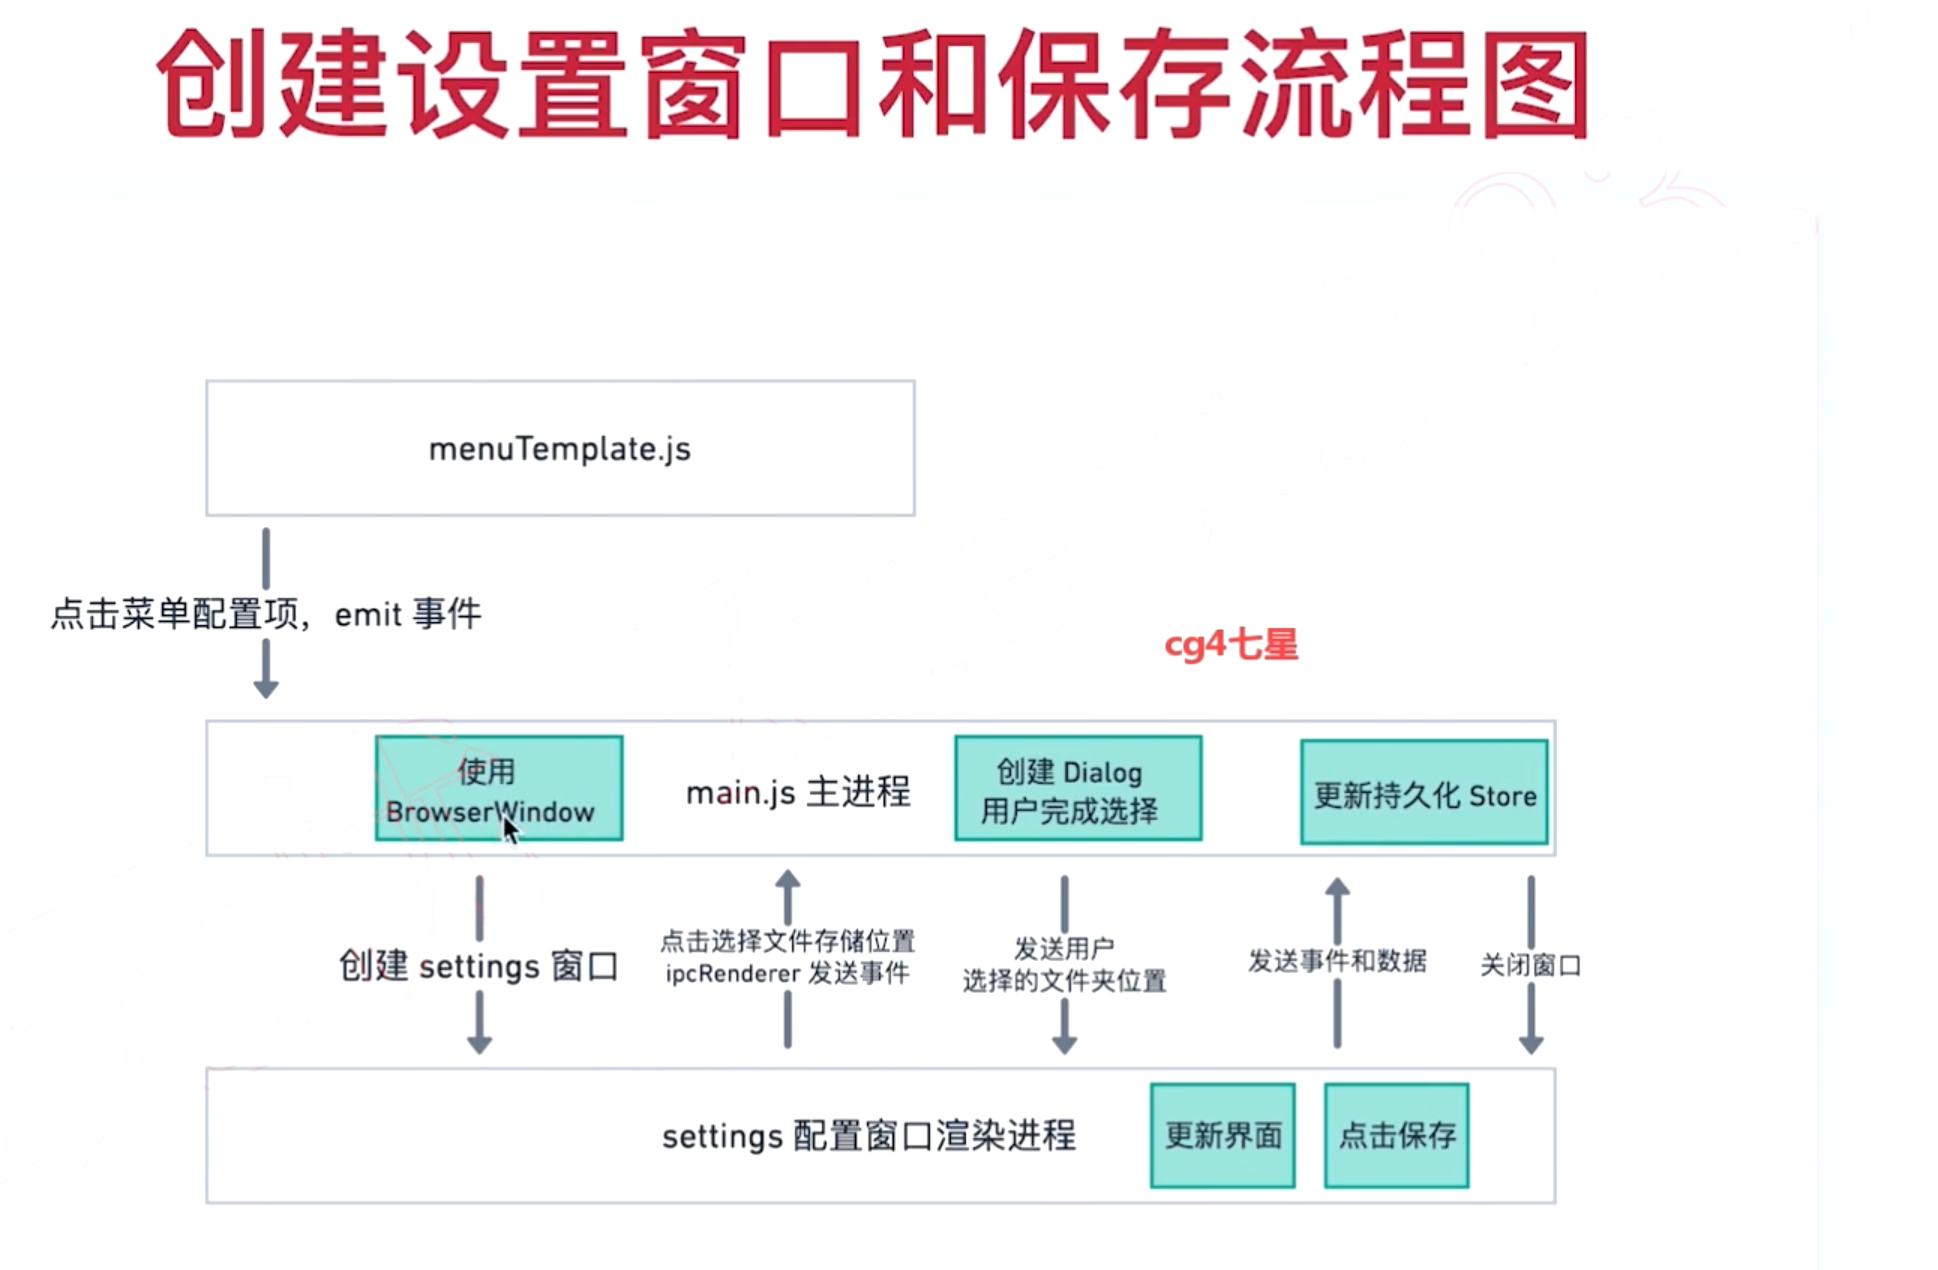 创建设置窗口和保存流程图
menuTemplate.js
点击菜单配置项，emit 事件
cg4七星
使用
BrowserWindow
main.js 主进程
创建 Dialog
用户完成选择
更新持久化 Store
创建 settings 窗口
点击选择文件存储位置
ipcRenderer 发送事件
发送用户
选择的文件夹位置
发送事件和数据
关闭窗口
settings 配置窗口渲染进程
更新界面
点击保存